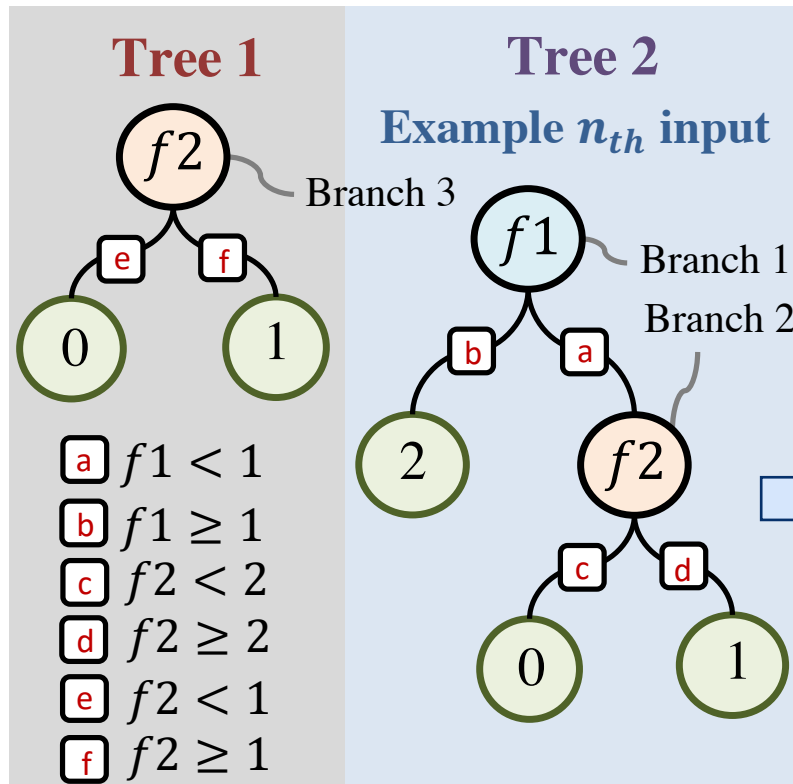 Tree 1
f2
Branch 3
e
f
0
1
a f1 < 1
b f1 ≥ 1
c f2 < 2
d f2 ≥ 2
e f2 < 1
f f2 ≥ 1
Tree 2
Example n_th input
f1
Branch 1
Branch 2
b
a
2
f2
c
d
0
1